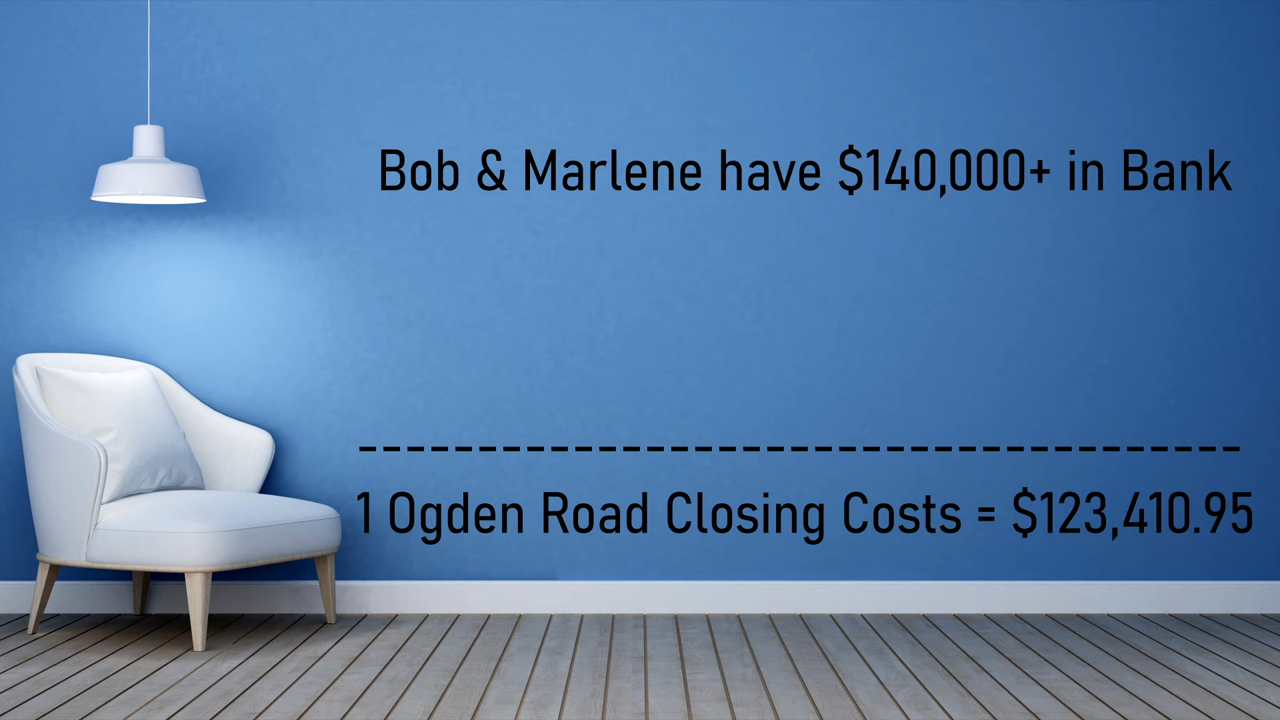 Bob & Marlene have $140,000+ in Bank
------------------------------------
1 Ogden Road Closing Costs = $123,410.95